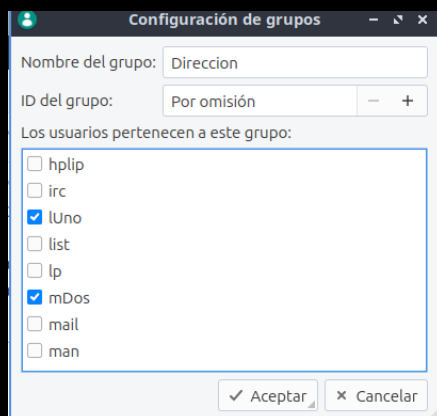 Configuración de grupos
Nombre del grupo: Direccion
ID del grupo: Por omisión
Los usuarios pertenecen a este grupo:
hplip
irc
lUno
list
lp
mDos
mail
man
Aceptar Cancelar